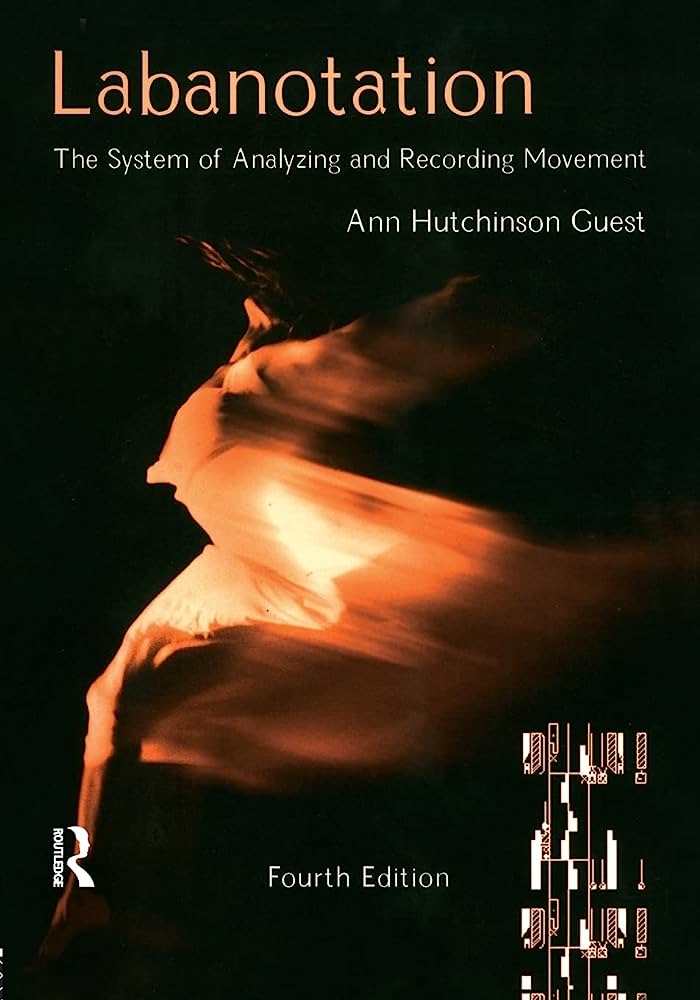 Labanotation
The System of Analyzing and Recording Movement
Ann Hutchinson Guest
ROUTLEDGE
Fourth Edition